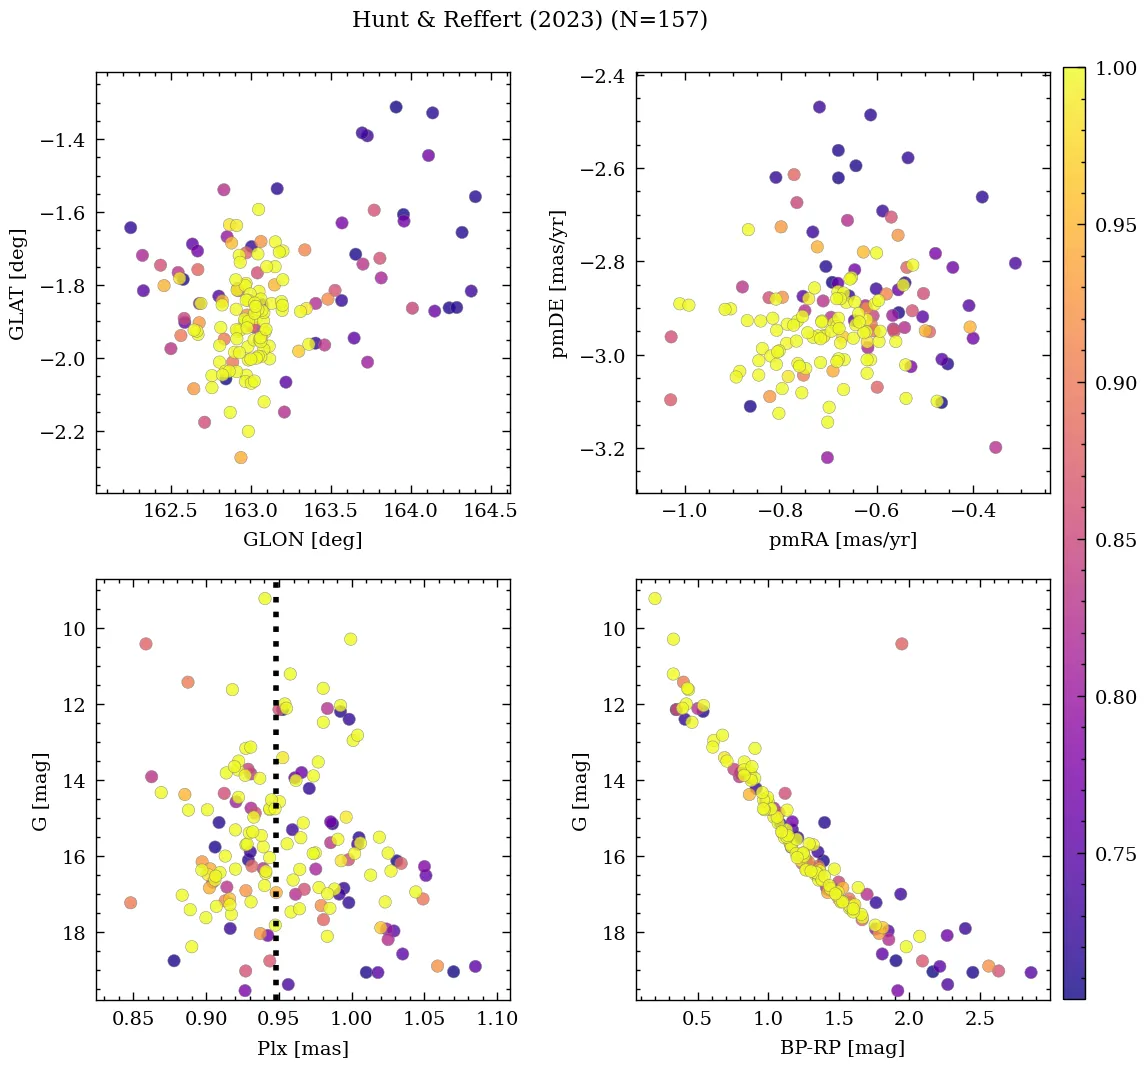 Hunt & Reffert (2023) (N=157)
−1.4
−1.6
−1.8
−2.0
−2.2
GLAT [deg]
162.5 163.0 163.5 164.0 164.5
GLON [deg]
−2.4
−2.6
−2.8
−3.0
−3.2
pmDE [mas/yr]
−1.0 −0.8 −0.6 −0.4
pmRA [mas/yr]
10
12
14
16
18
G [mag]
0.85 0.90 0.95 1.00 1.05 1.10
Plx [mas]
10
12
14
16
18
G [mag]
0.5 1.0 1.5 2.0 2.5
BP-RP [mag]
1.00
0.95
0.90
0.85
0.80
0.75